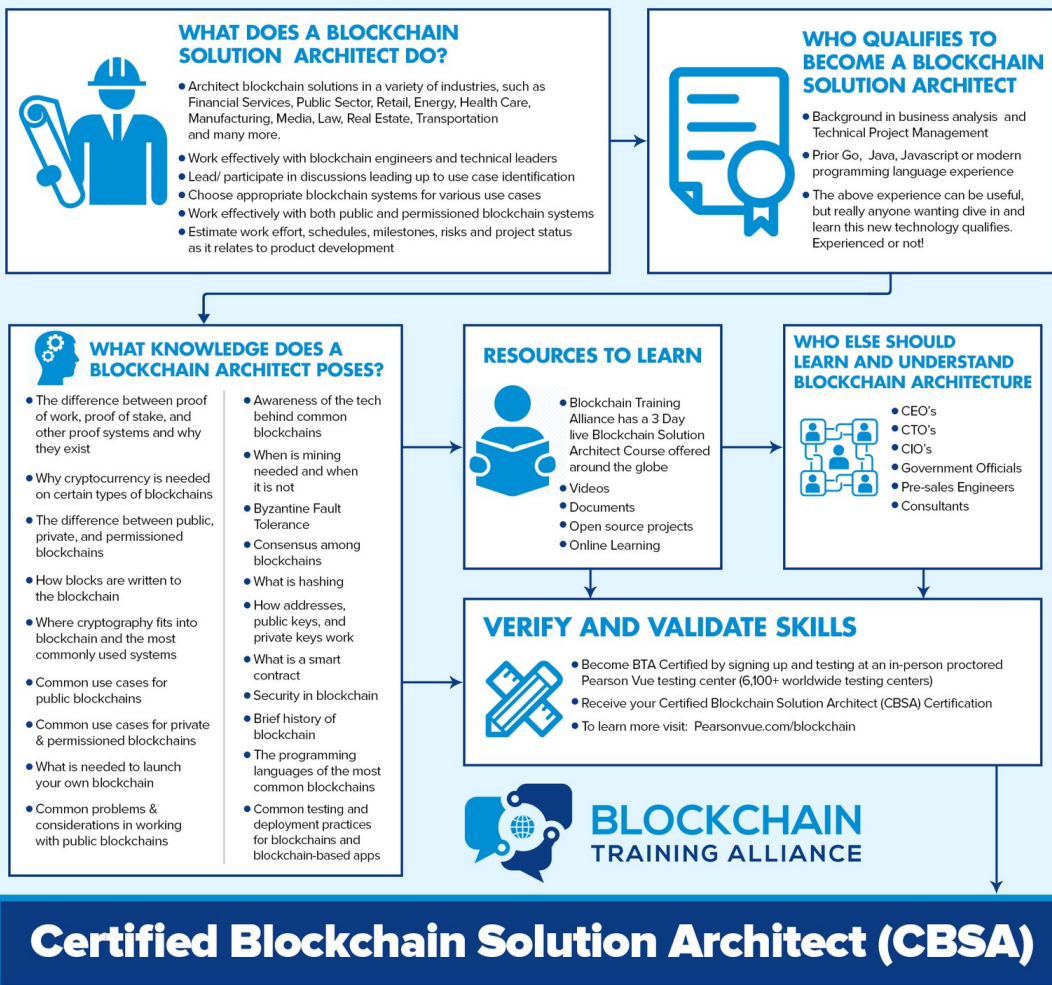 WHAT DOES A BLOCKCHAIN
SOLUTION ARCHITECT DO?
• Architect blockchain solutions in a variety of industries, such as
Financial Services, Public Sector, Retail, Energy, Health Care,
Manufacturing, Media, Law, Real Estate, Transportation
and many more.
• Work effectively with blockchain engineers and technical leaders
• Lead/ participate in discussions leading up to use case identification
• Choose appropriate blockchain systems for various use cases
• Work effectively with both public and permissioned blockchain systems
• Estimate work effort, schedules, milestones, risks and project status
as it relates to product development
WHO QUALIFIES TO
BECOME A BLOCKCHAIN
SOLUTION ARCHITECT
• Background in business analysis and
Technical Project Management
• Prior Go, Java, Javascript or modern
programming language experience
• The above experience can be useful,
but really anyone wanting dive in and
learn this new technology qualifies.
Experienced or not!
WHAT KNOWLEDGE DOES A
BLOCKCHAIN ARCHITECT POSES?
• The difference between proof
of work, proof of stake, and
other proof systems and why
they exist
• Why cryptocurrency is needed
on certain types of blockchains
• The difference between public,
private, and permissioned
blockchains
• How blocks are written to
the blockchain
• Where cryptography fits into
blockchain and the most
commonly used systems
• Common use cases for
public blockchains
• Common use cases for private
& permissioned blockchains
• What is needed to launch
your own blockchain
• Common problems &
considerations in working
with public blockchains
• Awareness of the tech
behind common
blockchains
• When is mining
needed and when
it is not
• Byzantine Fault
Tolerance
• Consensus among
blockchains
• What is hashing
• How addresses,
public keys, and
private keys work
• What is a smart
contract
• Security in blockchain
• Brief history of
blockchain
• The programming
languages of the most
common blockchains
• Common testing and
deployment practices
for blockchains and
blockchain-based apps
RESOURCES TO LEARN
• Blockchain Training
Alliance has a 3 Day
live Blockchain Solution
Architect Course offered
around the globe
• Videos
• Documents
• Open source projects
• Online Learning
WHO ELSE SHOULD
LEARN AND UNDERSTAND
BLOCKCHAIN ARCHITECTURE
• CEO's
• CTO's
• CIO's
• Government Officials
• Pre-sales Engineers
• Consultants
VERIFY AND VALIDATE SKILLS
• Become BTA Certified by signing up and testing at an in-person proctored
Pearson Vue testing center (6,100+ worldwide testing centers)
• Receive your Certified Blockchain Solution Architect (CBSA) Certification
• To learn more visit: Pearsonvue.com/blockchain
BLOCKCHAIN
TRAINING ALLIANCE
Certified Blockchain Solution Architect (CBSA)